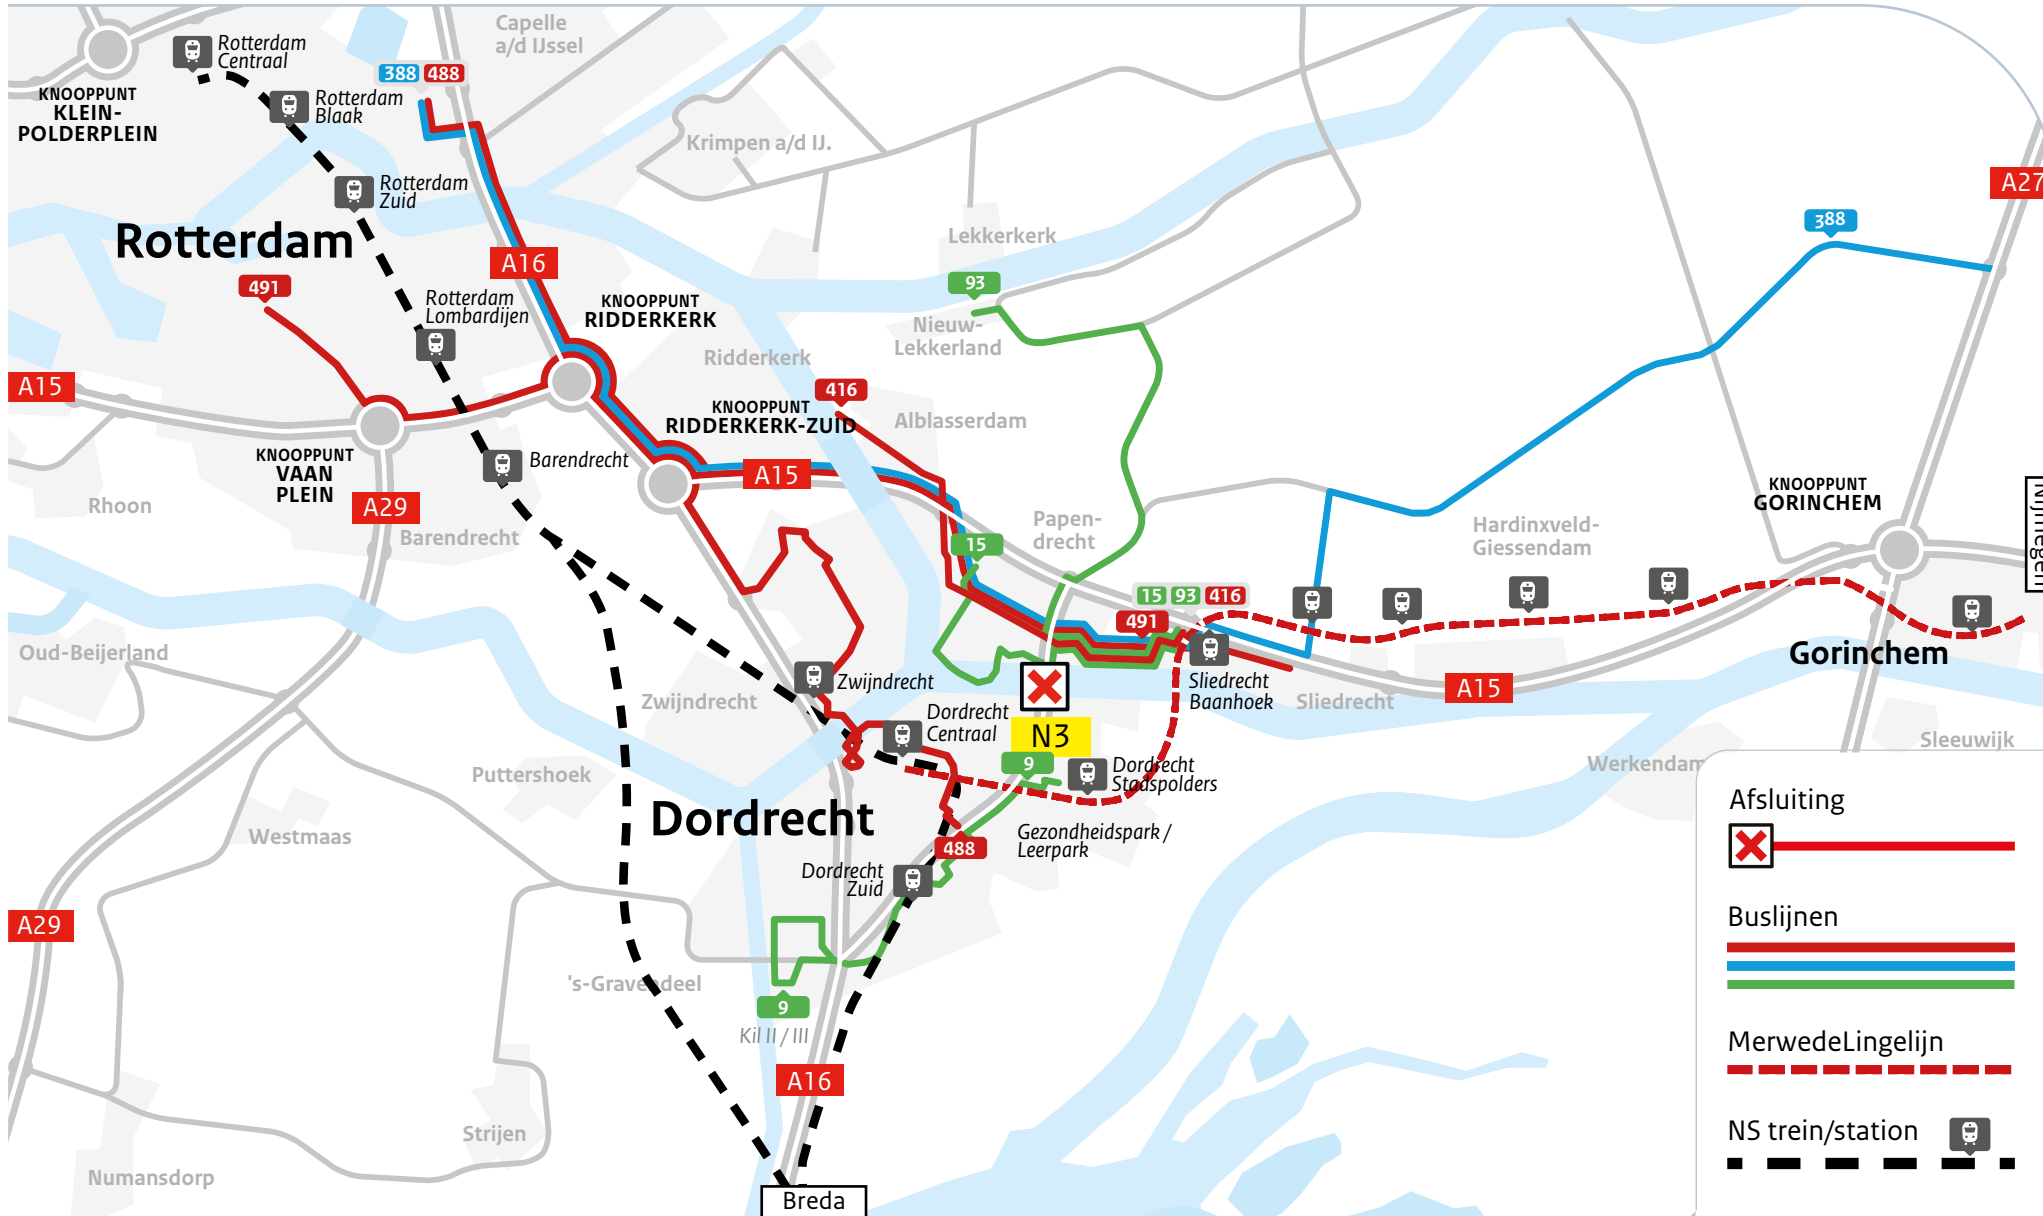 Capelle
a/d IJssel
Rotterdam
Centraal
388 488
KNOOPPUNT
KLEIN-
POLDERPLEIN
Rotterdam
Blaak
Krimpen a/d IJ.
Rotterdam
Zuid
A27
388
Rotterdam
Lekkerkerk
A16
491
93
Rotterdam
Lombardijen
KNOOPPUNT
RIDDERKERK
Nieuw-
Lekkerland
Ridderkerk
A15
416
KNOOPPUNT
RIDDERKERK-ZUID
Alblasserdam
KNOOPPUNT
VAAN
PLEIN
Barendrecht
A15
KNOOPPUNT
GORINCHEM
Nijmegen
Rhoon
A29
Barendrecht
Papen-
drecht
Hardinxveld-
Giessendam
15
15 93 416
491
Oud-Beijerland
Zwijndrecht
Zwijndrecht
Sliedrecht
Baanhoek
Sliedrecht
A15
Gorinchem
Dordrecht
Centraal
N3
9
Dordrecht
Stadspolders
Sleeuwijk
Werkendam
Puttershoek
Dordrecht
Westmaas
Gezondheidspark /
Leerpark
488
Dordrecht
Zuid
A29
's-Gravendeel
9
Kil II / III
A16
Strijen
Numansdorp
Breda
Afsluiting
Buslijnen
MerwedeLingelijn
NS trein/station